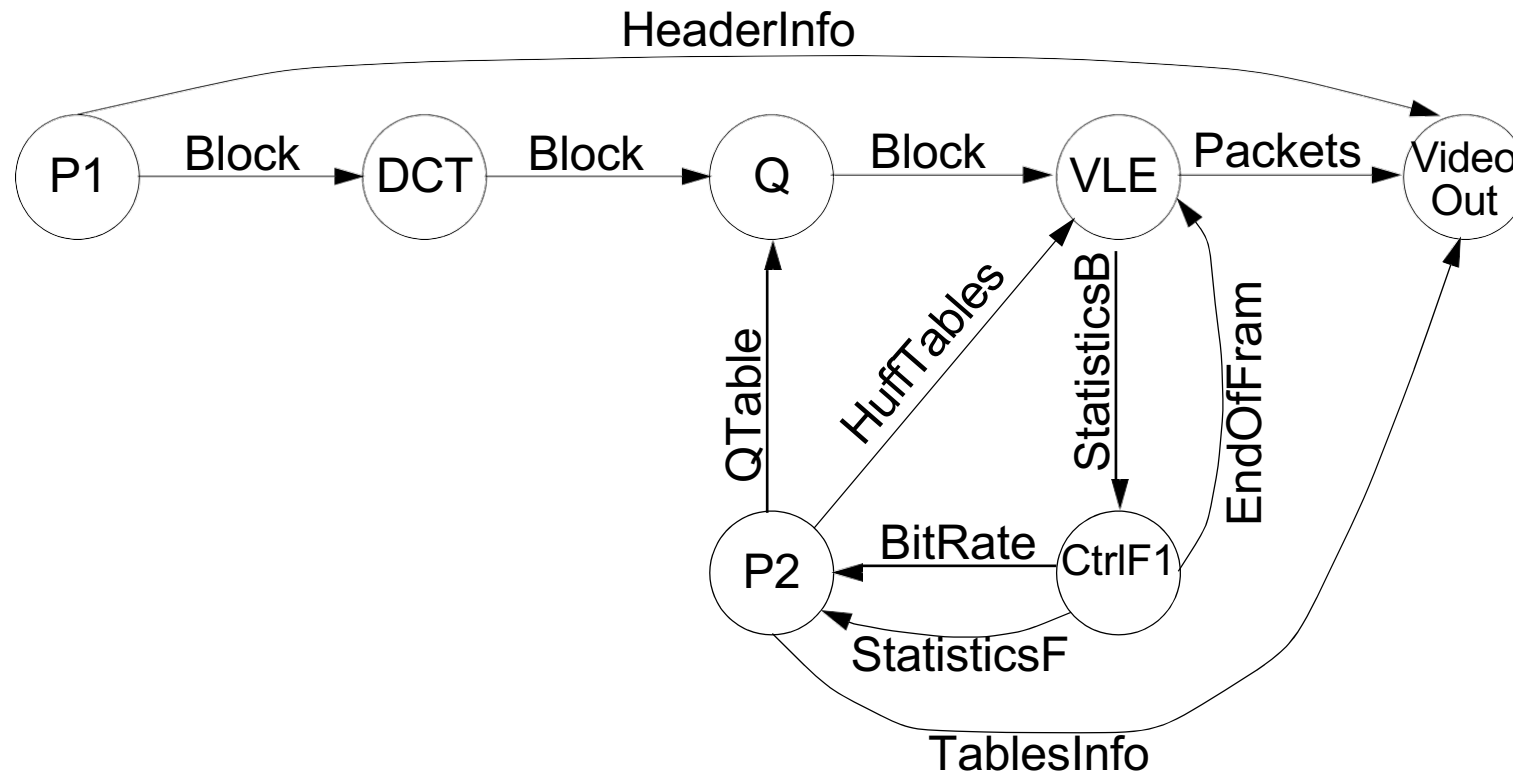 HeaderInfo
P1
Block
DCT
Block
Q
Block
VLE
Packets
Video
Out
QTable
HuffTables
StatisticsB
EndOfFram
P2
BitRate
CtrlF1
StatisticsF
TablesInfo